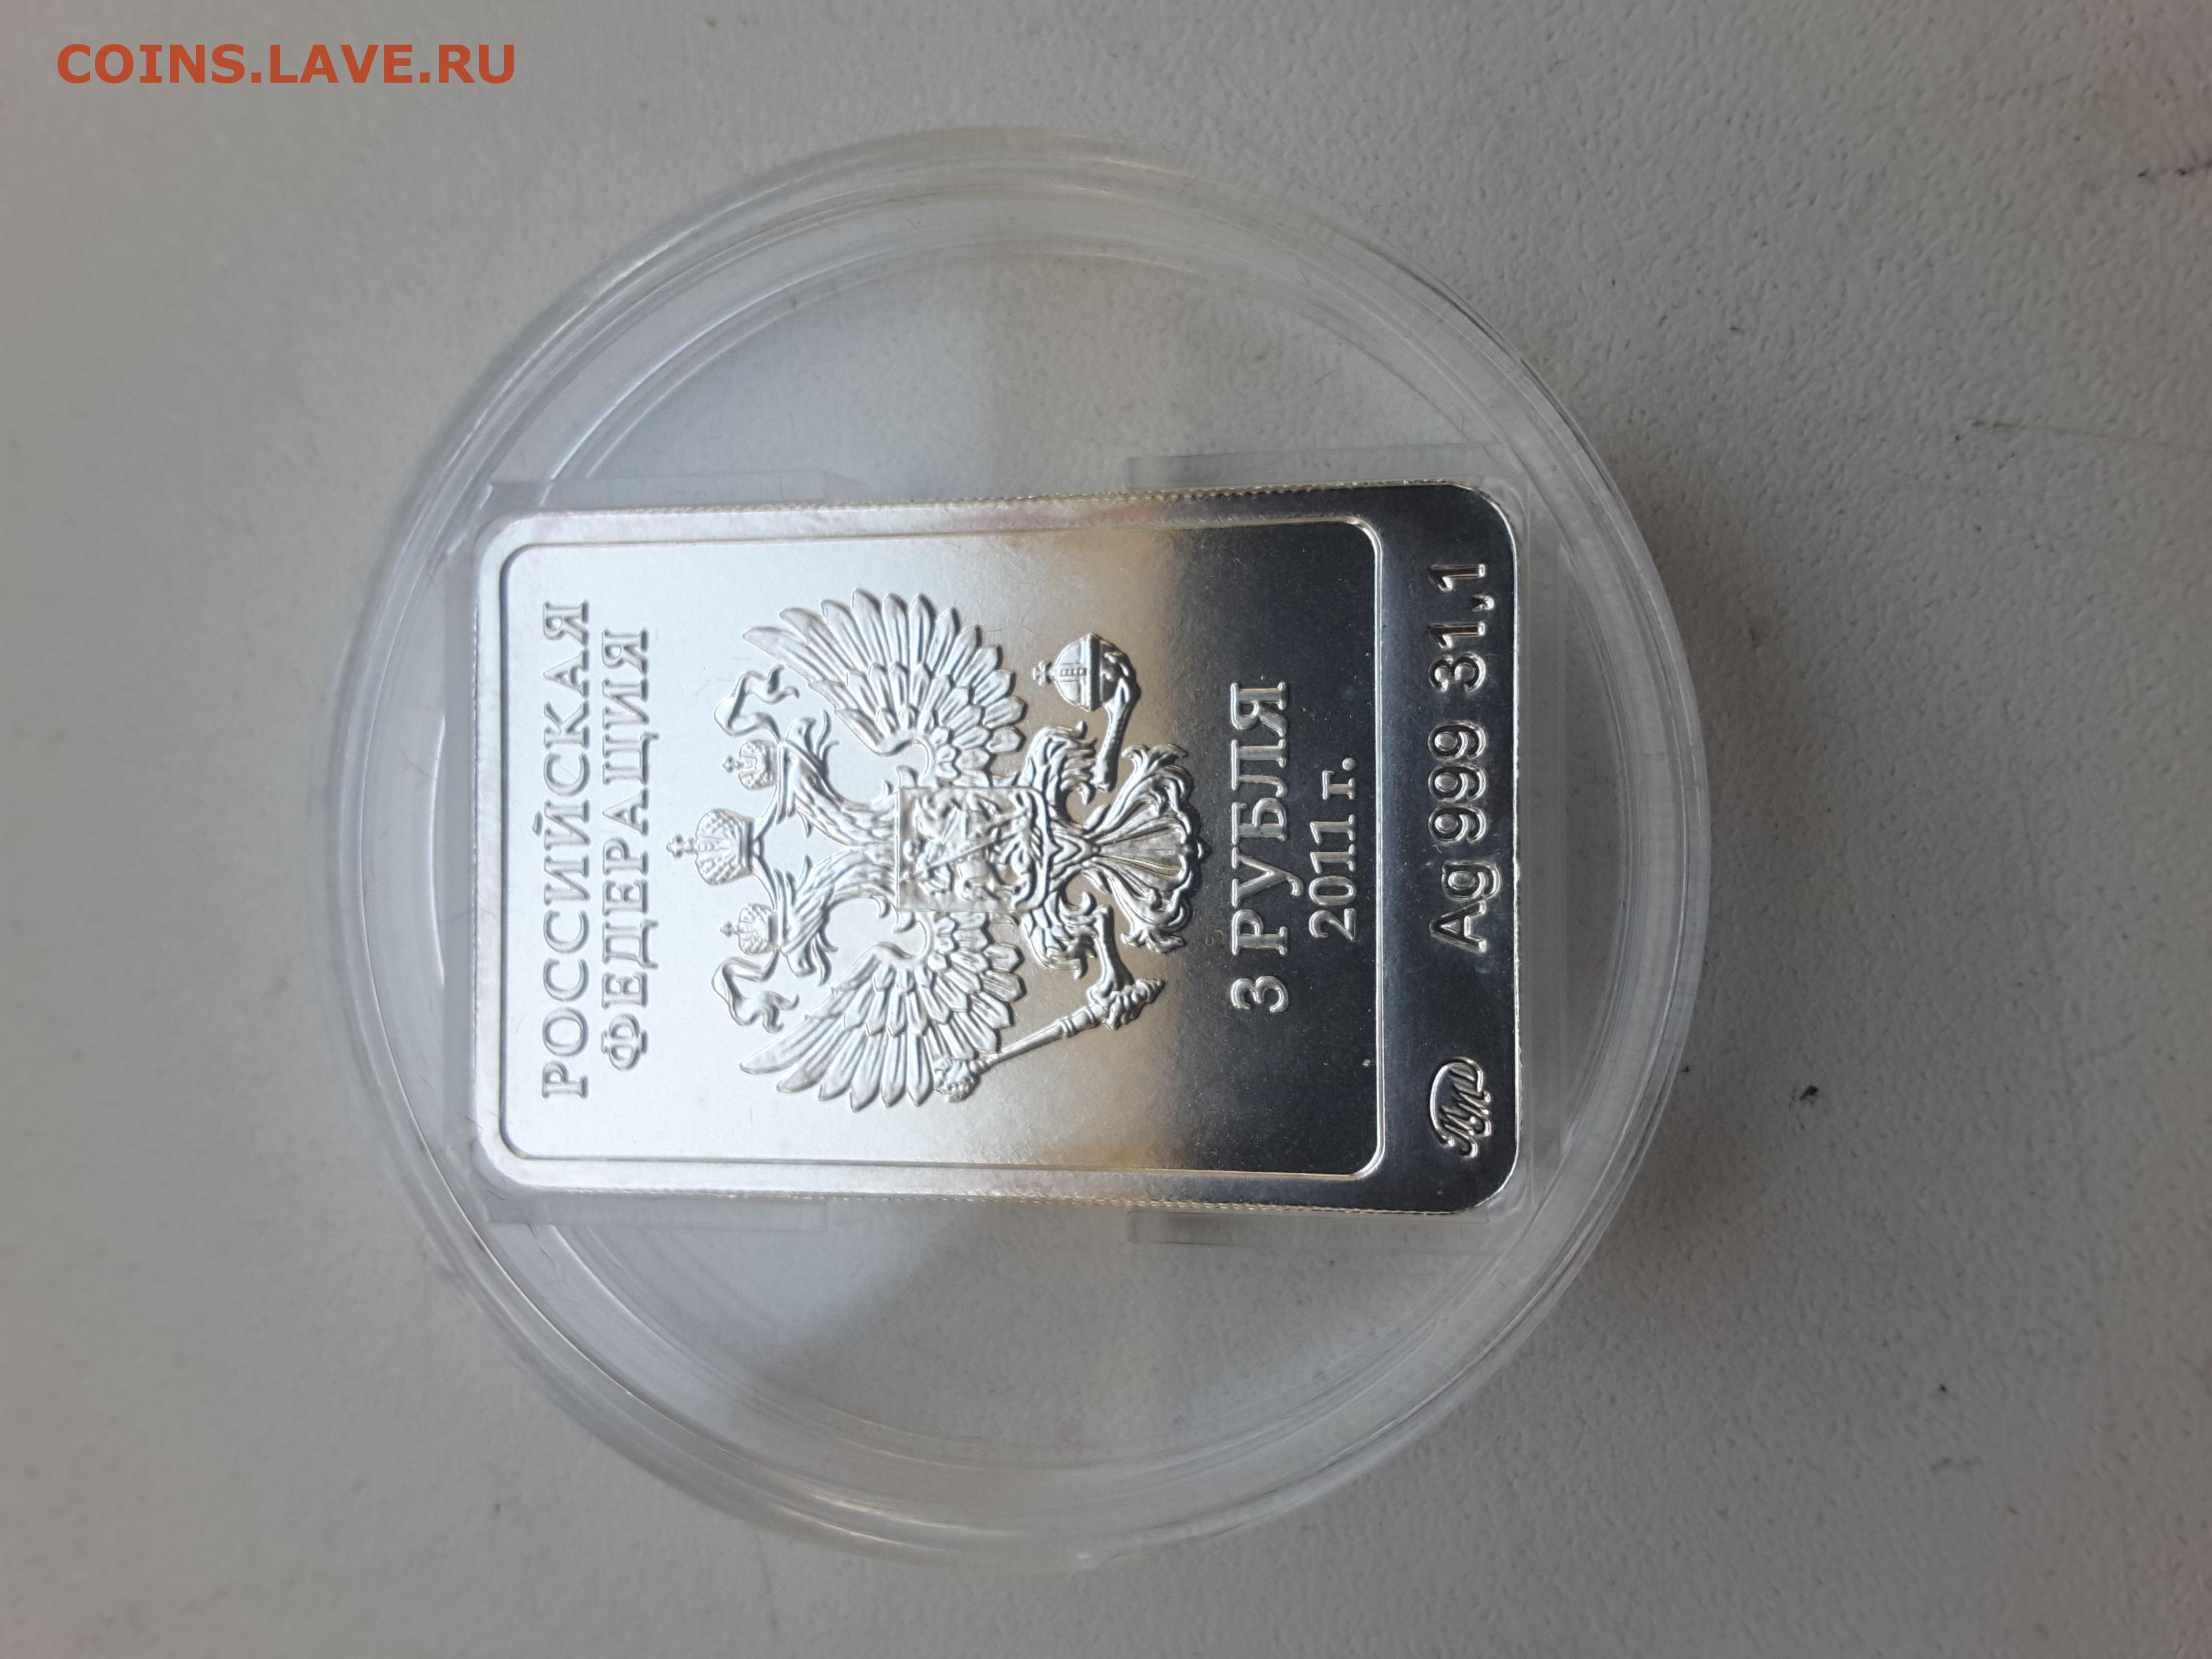 COINS.LAVE.RU
РОССИЙСКАЯ
ФЕДЕРАЦИЯ
3 РУБЛЯ
2011 г.
Ag 999 31.1